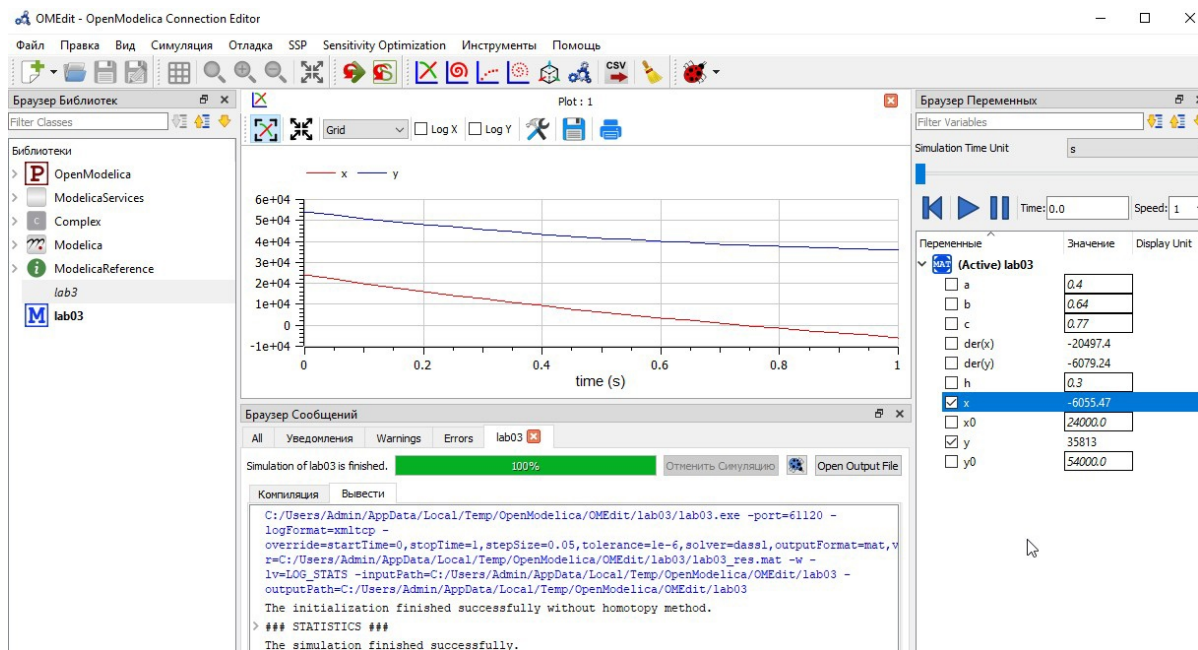 OMEdit - OpenModelica Connection Editor
Файл Правка Вид Симуляция Отладка SSP Sensitivity Optimization Инструменты Помощь
CSV
Браузер Библиотек
Filter Classes
Библиотеки
P OpenModelica
ModelicaServices
C Complex
m Modelica
i ModelicaReference
lab3
M lab03
Plot : 1
Grid Log X Log Y
x y
6e+04
5e+04
4e+04
3e+04
2e+04
1e+04
0
-1e+04
0 0.2 0.4 0.6 0.8 1
time (s)
Браузер Сообщений
All Уведомления Warnings Errors lab03
Simulation of lab03 is finished. 100% Отменить Симуляцию Open Output File
Компиляция Вывести
C:/Users/Admin/AppData/Local/Temp/OpenModelica/OMEdit/lab03/lab03.exe -port=61120 -
logFormat=xmltcp -
override=startTime=0,stopTime=1,stepSize=0.05,tolerance=1e-6,solver=dassl,outputFormat=mat,v
r=C:/Users/Admin/AppData/Local/Temp/OpenModelica/OMEdit/lab03/lab03_res.mat -w -
lv=LOG_STATS -inputPath=C:/Users/Admin/AppData/Local/Temp/OpenModelica/OMEdit/lab03 -
outputPath=C:/Users/Admin/AppData/Local/Temp/OpenModelica/OMEdit/lab03
The initialization finished successfully without homotopy method.
### STATISTICS ###
The simulation finished successfully.
Браузер Переменных
Filter Variables
Simulation Time Unit s
Time: 0.0 Speed: 1
Переменные Значение Display Unit
MAT (Active) lab03
a 0.4
b 0.64
c 0.77
der(x) -20497.4
der(y) -6079.24
h 0.3
x -6055.47
x0 24000.0
y 35813
y0 54000.0